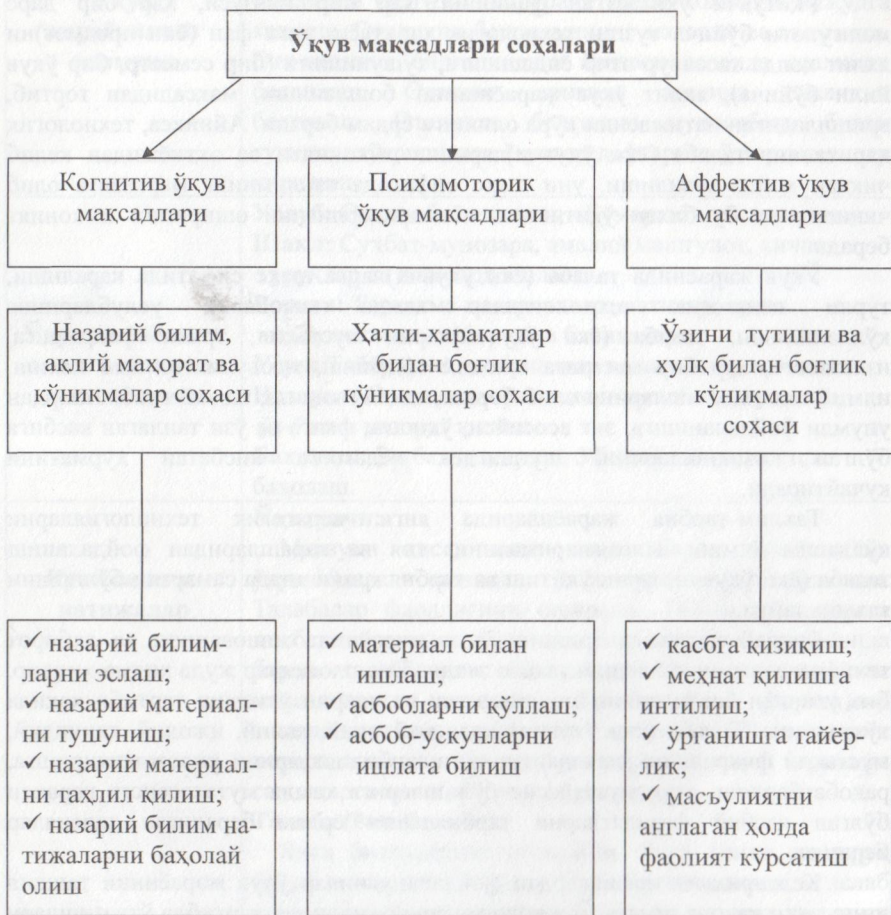 Ўқув мақсадлари соҳалари
Когнитив ўқув
мақсадлари
Психомоторик
ўқув мақсадлари
Аффектив ўқув
мақсадлари
Назарий билим,
ақлий маҳорат ва
кўникмалар соҳаси
Ҳатти-ҳаракатдар
билан боғлиқ
кўникмалар соҳаси
Ўзини тутиши ва
хулқ билан боғлиқ
кўникмалар
соҳаси
✓ назарий билим-
ларни эслаш;
✓ назарий материал-
ни тушуниш;
✓ назарий материал-
ни таҳлил қилиш;
✓ назарий билим на-
тижаларни баҳолай
олиш
✓ материал билан
ишлаш;
✓ асбобларни қўллаш;
✓ асбоб-ускунларни
ишлата билиш
✓ касбга қизиқиш;
✓ меҳнат қилишга
интилиш;
✓ ўрганишга тайёр-
лик;
✓ масъулиятни
англаган ҳолда
фаолият кўрсатиш